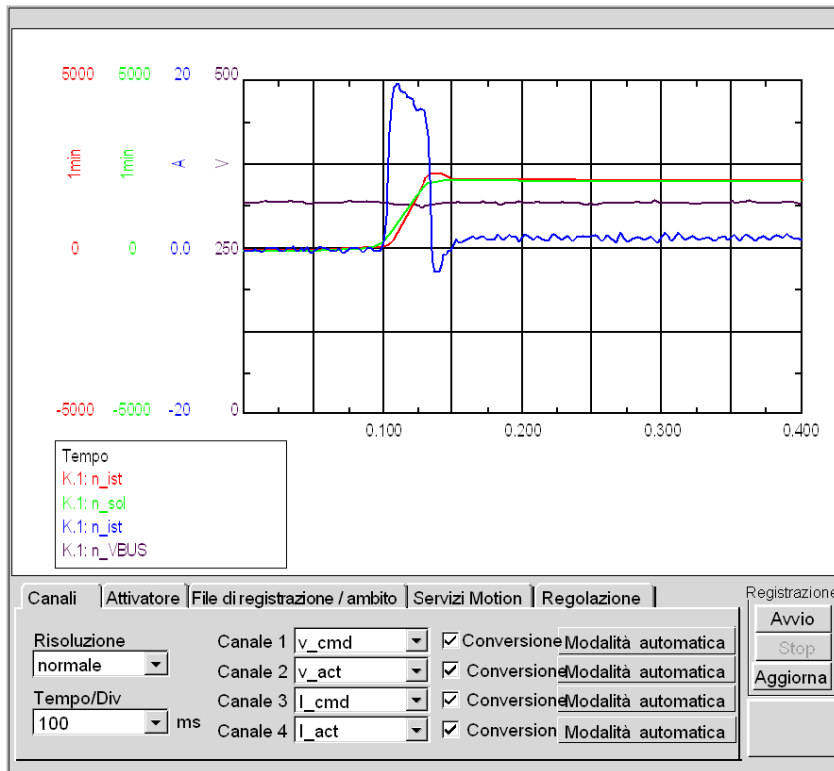 5000 5000 20 500
1min 1min A V
0 0 0.0 250
-5000 -5000 -20 0
0.100 0.200 0.300 0.400
Tempo
K.1: n_ist
K.1: n_sol
K.1: n_ist
K.1: n_VBUS
Canali Attivatore File di registrazione / ambito Servizi Motion Regolazione
Risoluzione
normale
Tempo/Div
100 ms
Canale 1 v_cmd Conversione Modalità automatica
Canale 2 v_act Conversione Modalità automatica
Canale 3 I_cmd Conversione Modalità automatica
Canale 4 I_act Conversion Modalità automatica
Registrazione
Avvio
Stop
Aggiorna